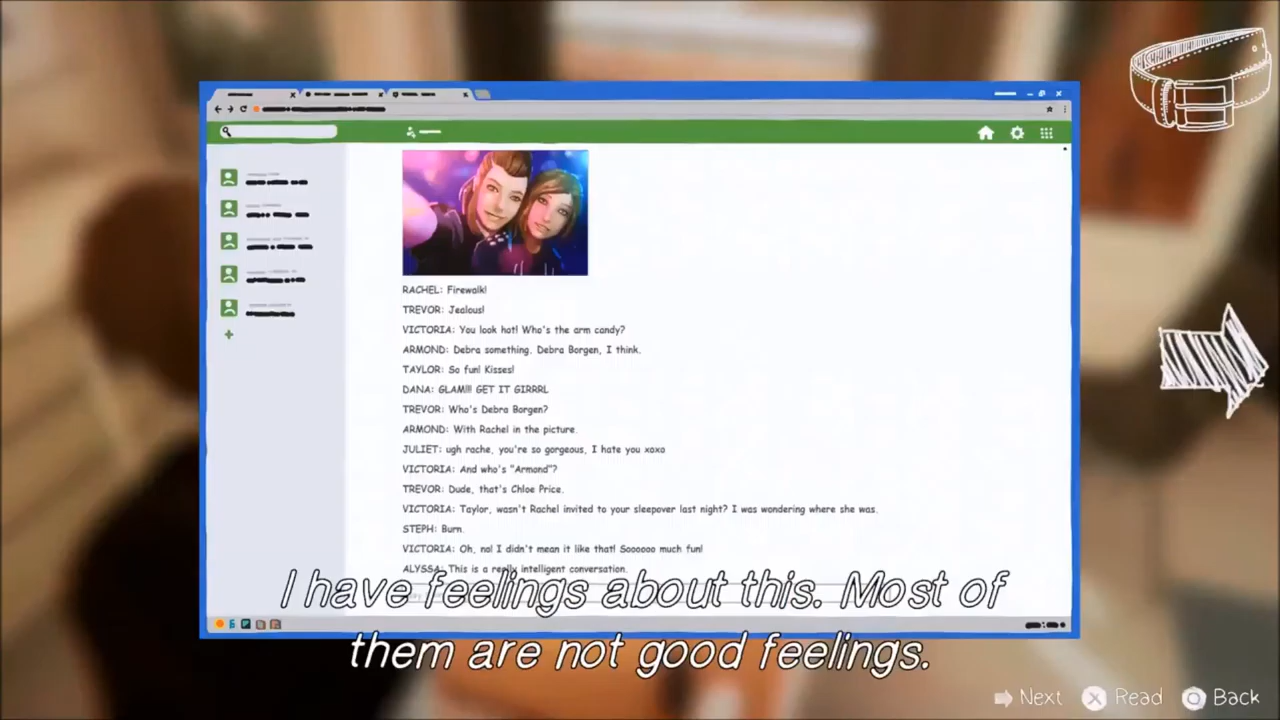 RACHEL: Firewalk!
TREVOR: Jealous!
VICTORIA: You look hat! Who's the arm candy?
ARMOND: Debra something. Debra Borgen, I think.
TAYLOR: So fun! Kisses!
DANA: GLAM!!! GET IT GIRRRL
TREVOR: Who's Debra Borgen?
ARMOND: With Rachel in the picture.
JULIET: ugh rache, you're so gorgeous, I hate you xoxo
VICTORIA: And who's "Armond"?
TREVOR: Dude, that's Chloe Price.
VICTORIA: Taylor, wasn't Rachel invited to your sleepover last night? I was wondering where she was.
STEPH: Burn.
VICTORIA: Oh, no! I didn't mean it like that! Soooooo much fun!
ALYSSA: This is a really intelligent conversation.
I have feelings about this. Most of
them are not good feelings.
Next Read Back